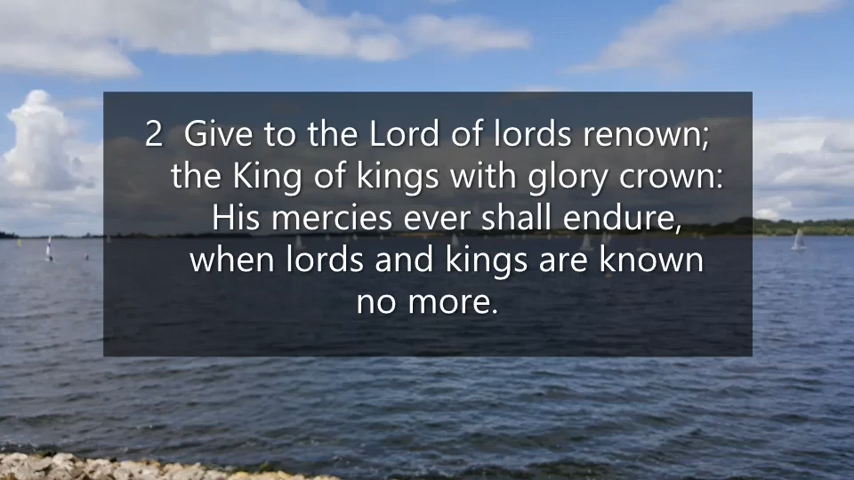 2 Give to the Lord of lords renown;
the King of kings with glory crown:
His mercies ever shall endure,
when lords and kings are known
no more.